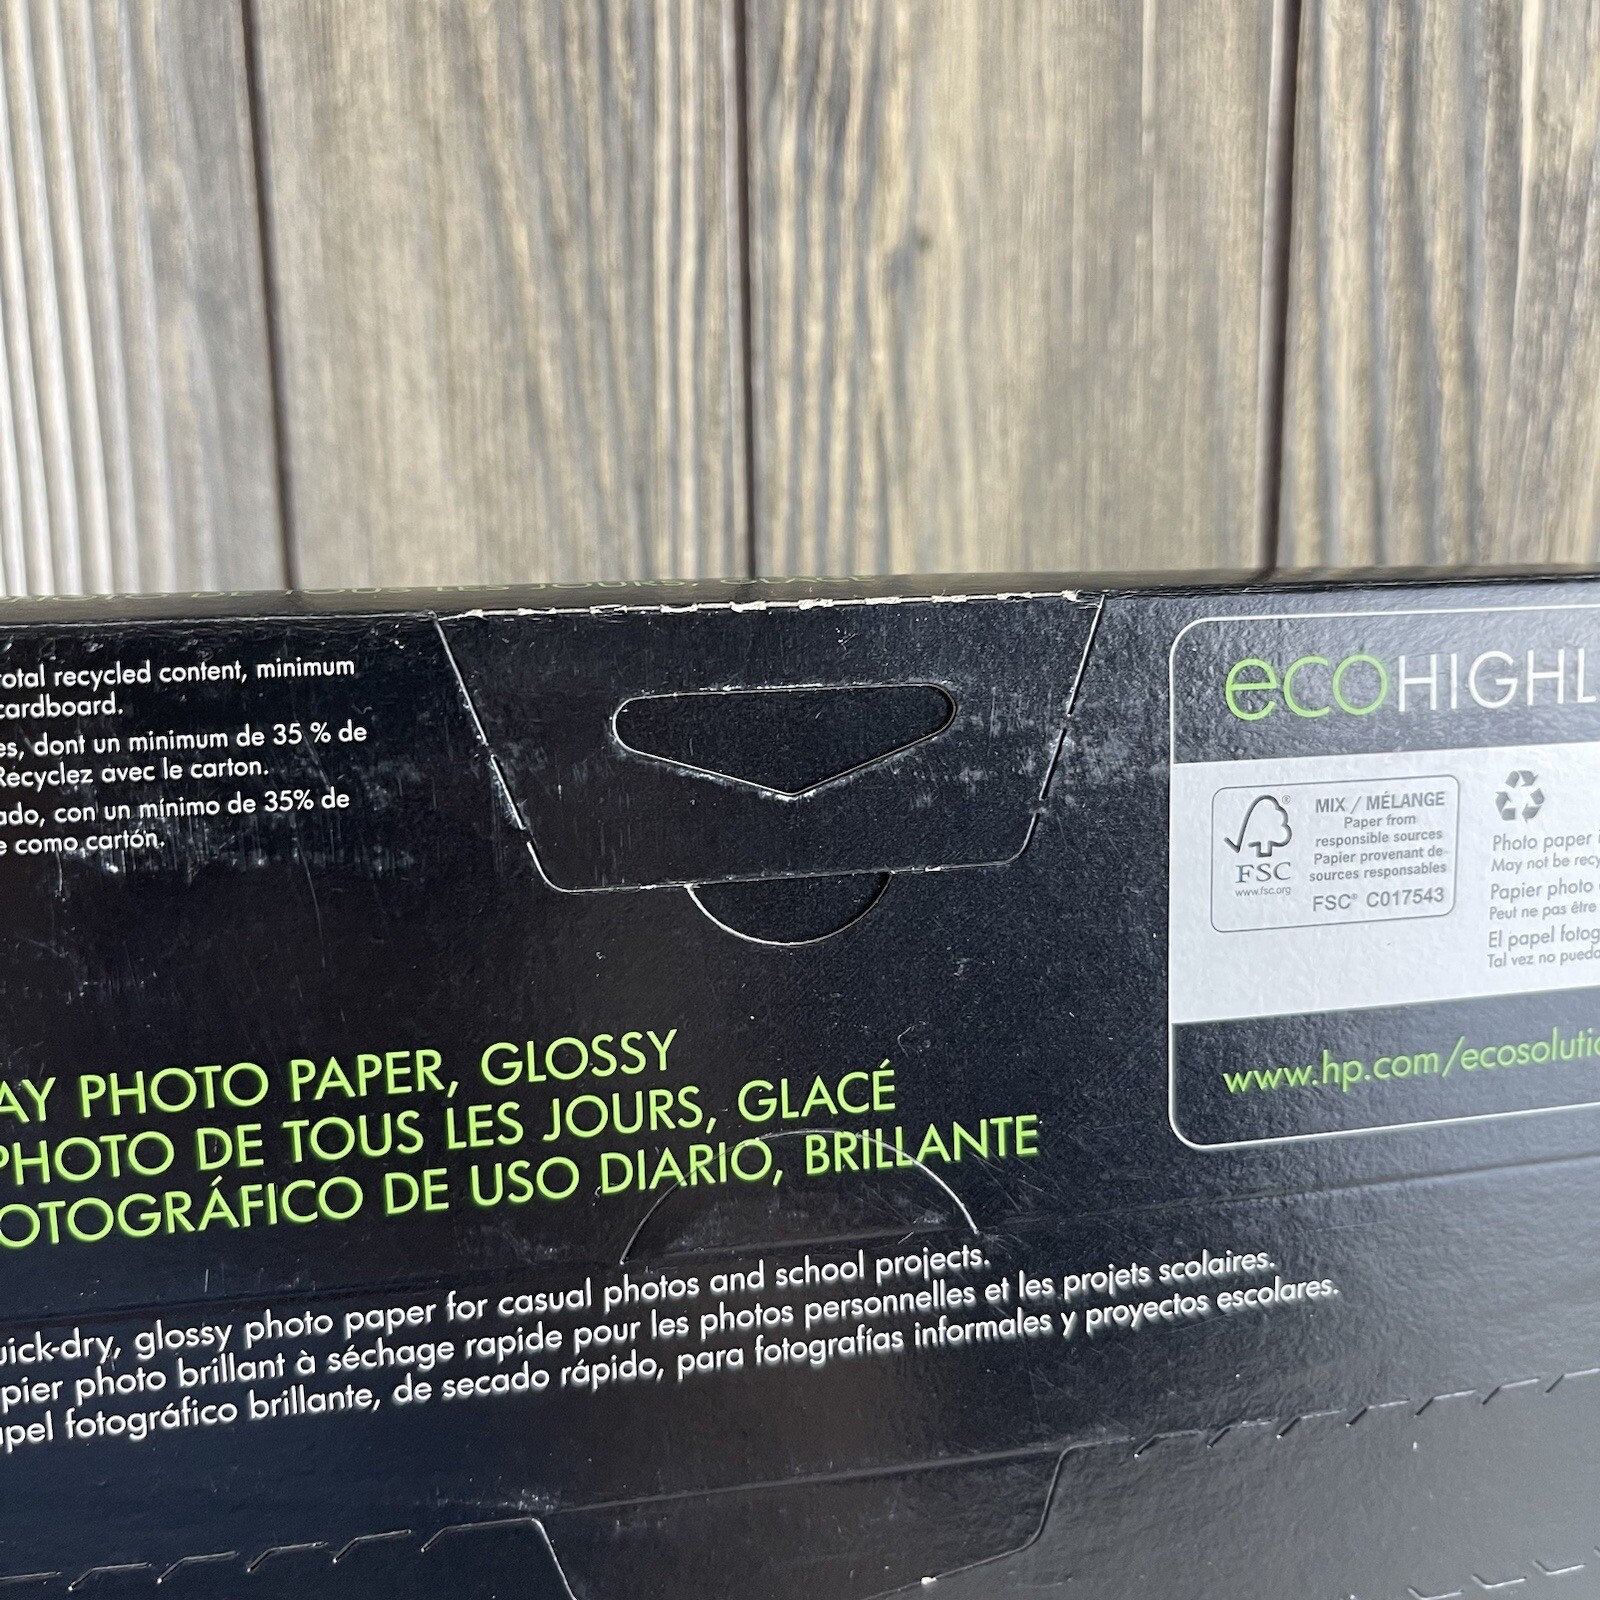 DE TOUS LES JOURS, GLACÉ
total recycled content, minimum
cardboard.
es, dont un minimum de 35 % de
Recyclez avec le carton.
ado, con un mínimo de 35% de
e como cartón.
ecoHIGHL
FSC®
www.fsc.org
MIX / MÉLANGE
Paper from
responsible sources
Papier provenant de
sources responsables
FSC® C017543
Photo paper
May not be recy
Papier photo
Peut ne pas être
El papel fotog
Tal vez no pueda
www.hp.com/ecosolutio
AY PHOTO PAPER, GLOSSY
PHOTO DE TOUS LES JOURS, GLACÉ
OTOGRÁFICO DE USO DIARIO, BRILLANTE
uick-dry, glossy photo paper for casual photos and school projects.
pier photo brillant à séchage rapide pour les photos personnelles et les projets scolaires.
apel fotográfico brillante, de secado rápido, para fotografías informales y proyectos escolares.